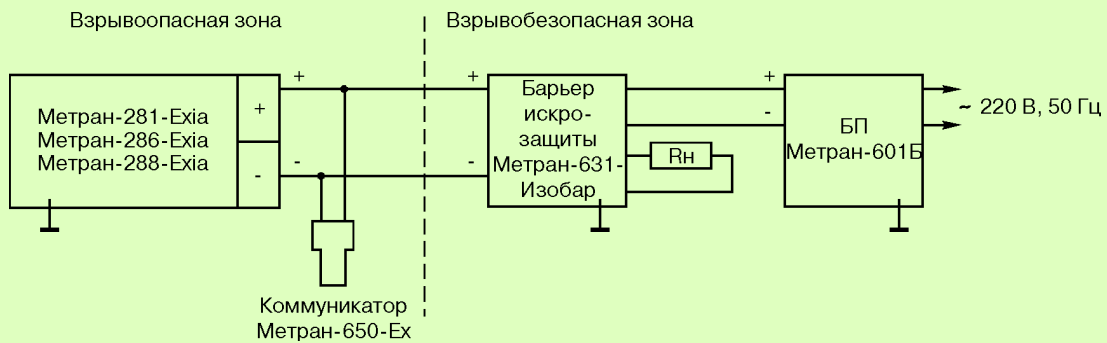 Взрывоопасная зона
Взрывобезопасная зона
Метран-281-Exia
Метран-286-Exia
Метран-288-Exia
+
-
+
-
+
-
Барьер
искро-
защиты
Метран-631-
Изобар
Rн
+
-
БП
Метран-601Б
~ 220 В, 50 Гц
Коммуникатор
Метран-650-Ex